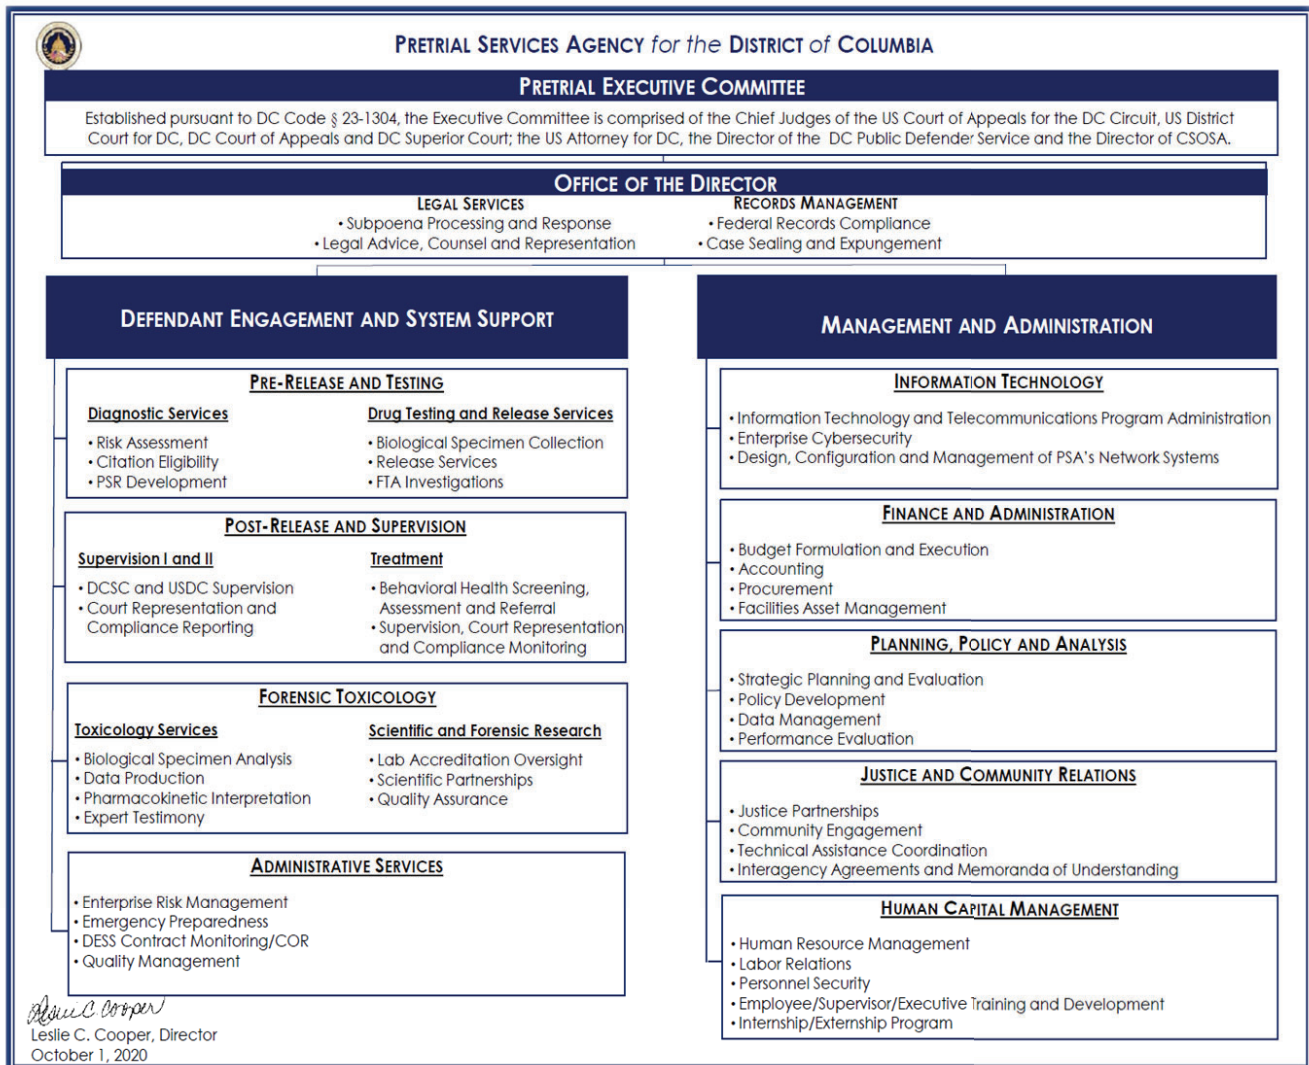 PRETRIAL SERVICES AGENCY for the DISTRICT of COLUMBIA
PRETRIAL EXECUTIVE COMMITTEE
Established pursuant to DC Code § 23-1304, the Executive Committee is comprised of the Chief Judges of the US Court of Appeals for the DC Circuit, US District
Court for DC, DC Court of Appeals and DC Superior Court; the US Attorney for DC, the Director of the DC Public Defender Service and the Director of CSOSA.
OFFICE OF THE DIRECTOR
LEGAL SERVICES
• Subpoena Processing and Response
• Legal Advice, Counsel and Representation
RECORDS MANAGEMENT
• Federal Records Compliance
• Case Sealing and Expungement
DEFENDANT ENGAGEMENT AND SYSTEM SUPPORT
PRE-RELEASE AND TESTING
Diagnostic Services
• Risk Assessment
• Citation Eligibility
• PSR Development
Drug Testing and Release Services
• Biological Specimen Collection
• Release Services
• FTA Investigations
POST-RELEASE AND SUPERVISION
Supervision I and II
• DCSC and USDC Supervision
• Court Representation and
Compliance Reporting
Treatment
• Behavioral Health Screening,
Assessment and Referral
• Supervision, Court Representation
and Compliance Monitoring
FORENSIC TOXICOLOGY
Toxicology Services
• Biological Specimen Analysis
• Data Production
• Pharmacokinetic Interpretation
• Expert Testimony
Scientific and Forensic Research
• Lab Accreditation Oversight
• Scientific Partnerships
• Quality Assurance
ADMINISTRATIVE SERVICES
• Enterprise Risk Management
• Emergency Preparedness
• DESS Contract Monitoring/COR
• Quality Management
MANAGEMENT AND ADMINISTRATION
INFORMATION TECHNOLOGY
• Information Technology and Telecommunications Program Administration
• Enterprise Cybersecurity
• Design, Configuration and Management of PSA's Network Systems
FINANCE AND ADMINISTRATION
• Budget Formulation and Execution
• Accounting
• Procurement
• Facilities Asset Management
PLANNING, POLICY AND ANALYSIS
• Strategic Planning and Evaluation
• Policy Development
• Data Management
• Performance Evaluation
JUSTICE AND COMMUNITY RELATIONS
• Justice Partnerships
• Community Engagement
• Technical Assistance Coordination
• Interagency Agreements and Memoranda of Understanding
HUMAN CAPITAL MANAGEMENT
• Human Resource Management
• Labor Relations
• Personnel Security
• Employee/Supervisor/Executive Training and Development
• Internship/Externship Program
Leslie C. Cooper
Leslie C. Cooper, Director
October 1, 2020